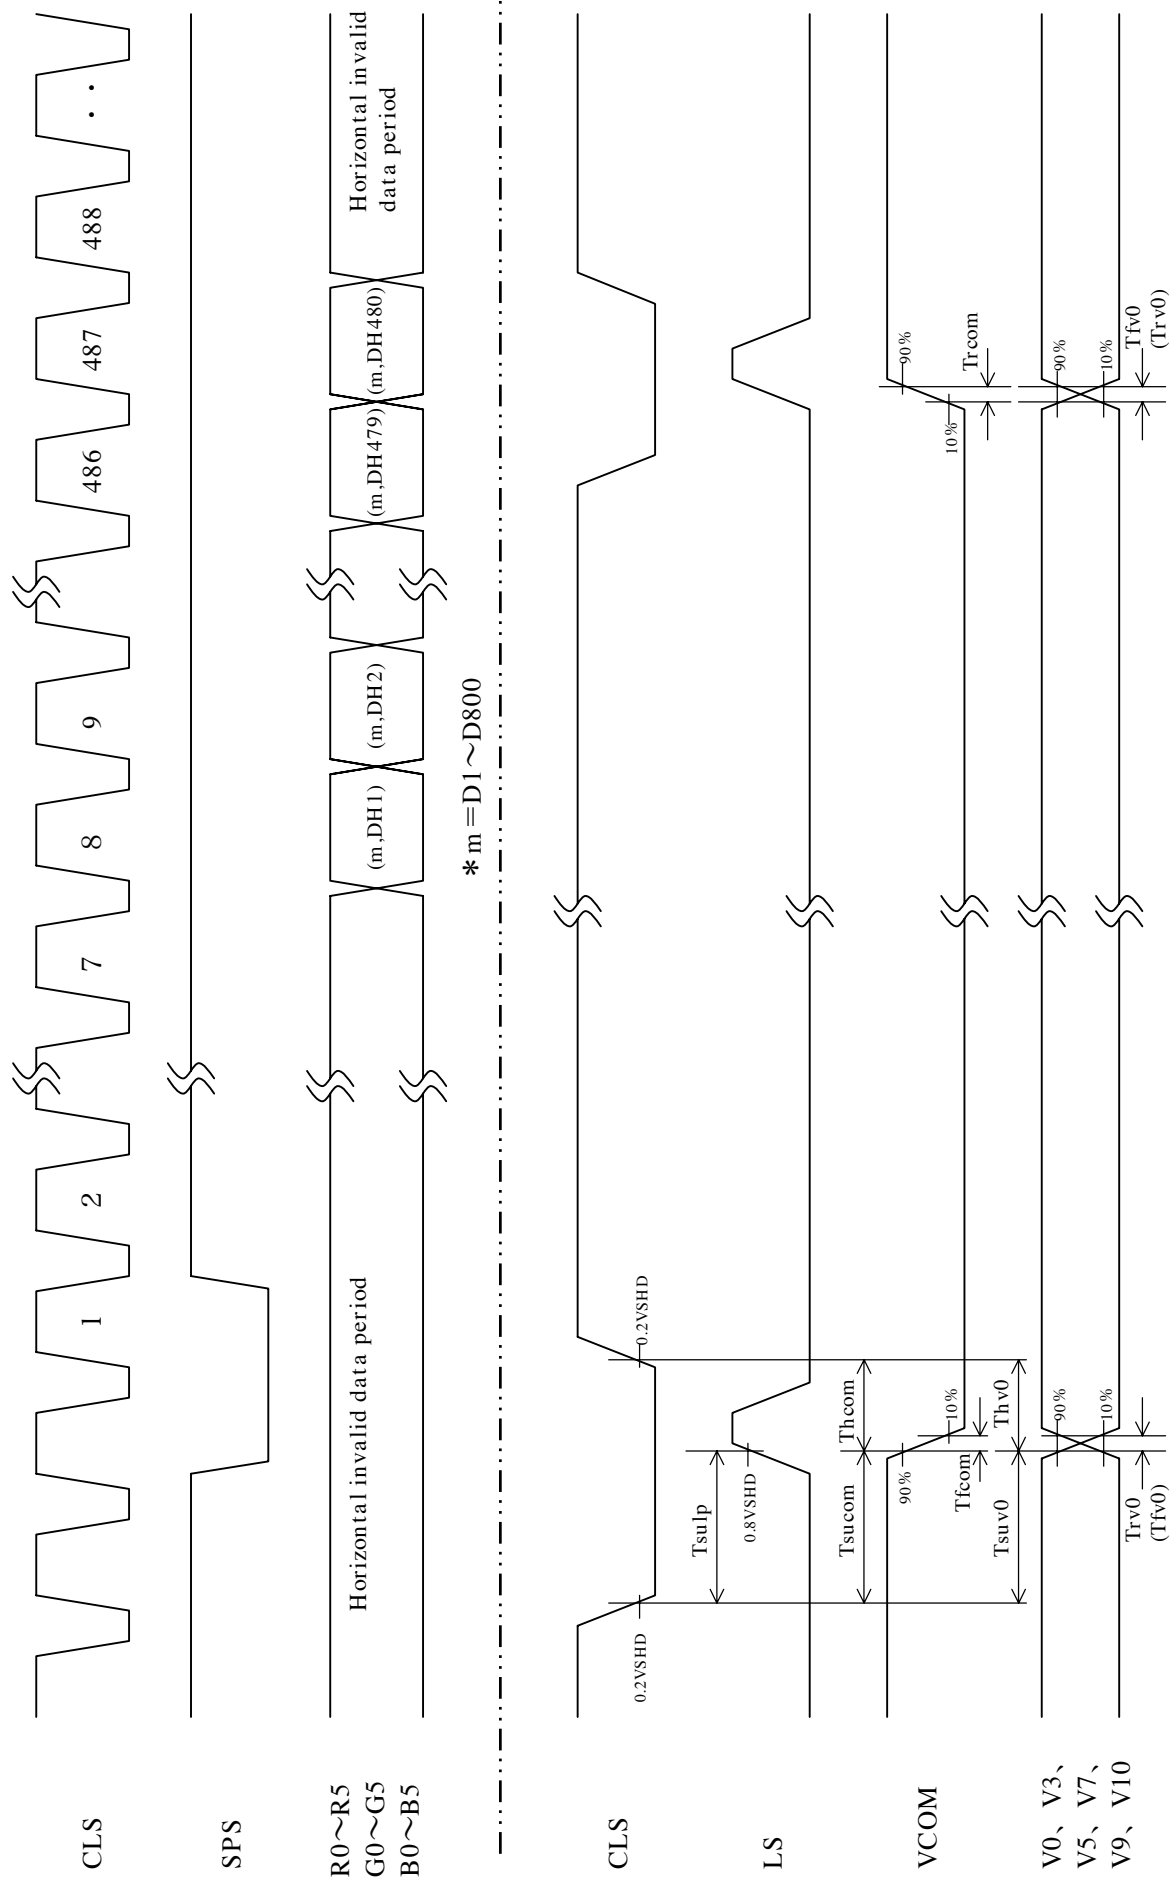 CLS
1
2
7
8
9
486
487
488
. .
SPS
R0～R5
G0～G5
B0～B5
Horizontal invalid data period
(m,DH1)
(m,DH2)
(m,DH479)
(m,DH480)
Horizontal invalid
data period
＊m＝D1～D800
CLS
0.2VSHD
0.2VSHD
LS
Tsulp
0.8VSHD
VCOM
Tsucom
Thcom
90%
10%
Tfcom
10%
90%
Trcom
V0、V3、
V5、V7、
V9、V10
Tsuv0
Thv0
90%
10%
Trv0
(Tfv0)
90%
10%
Tfv0
(Trv0)